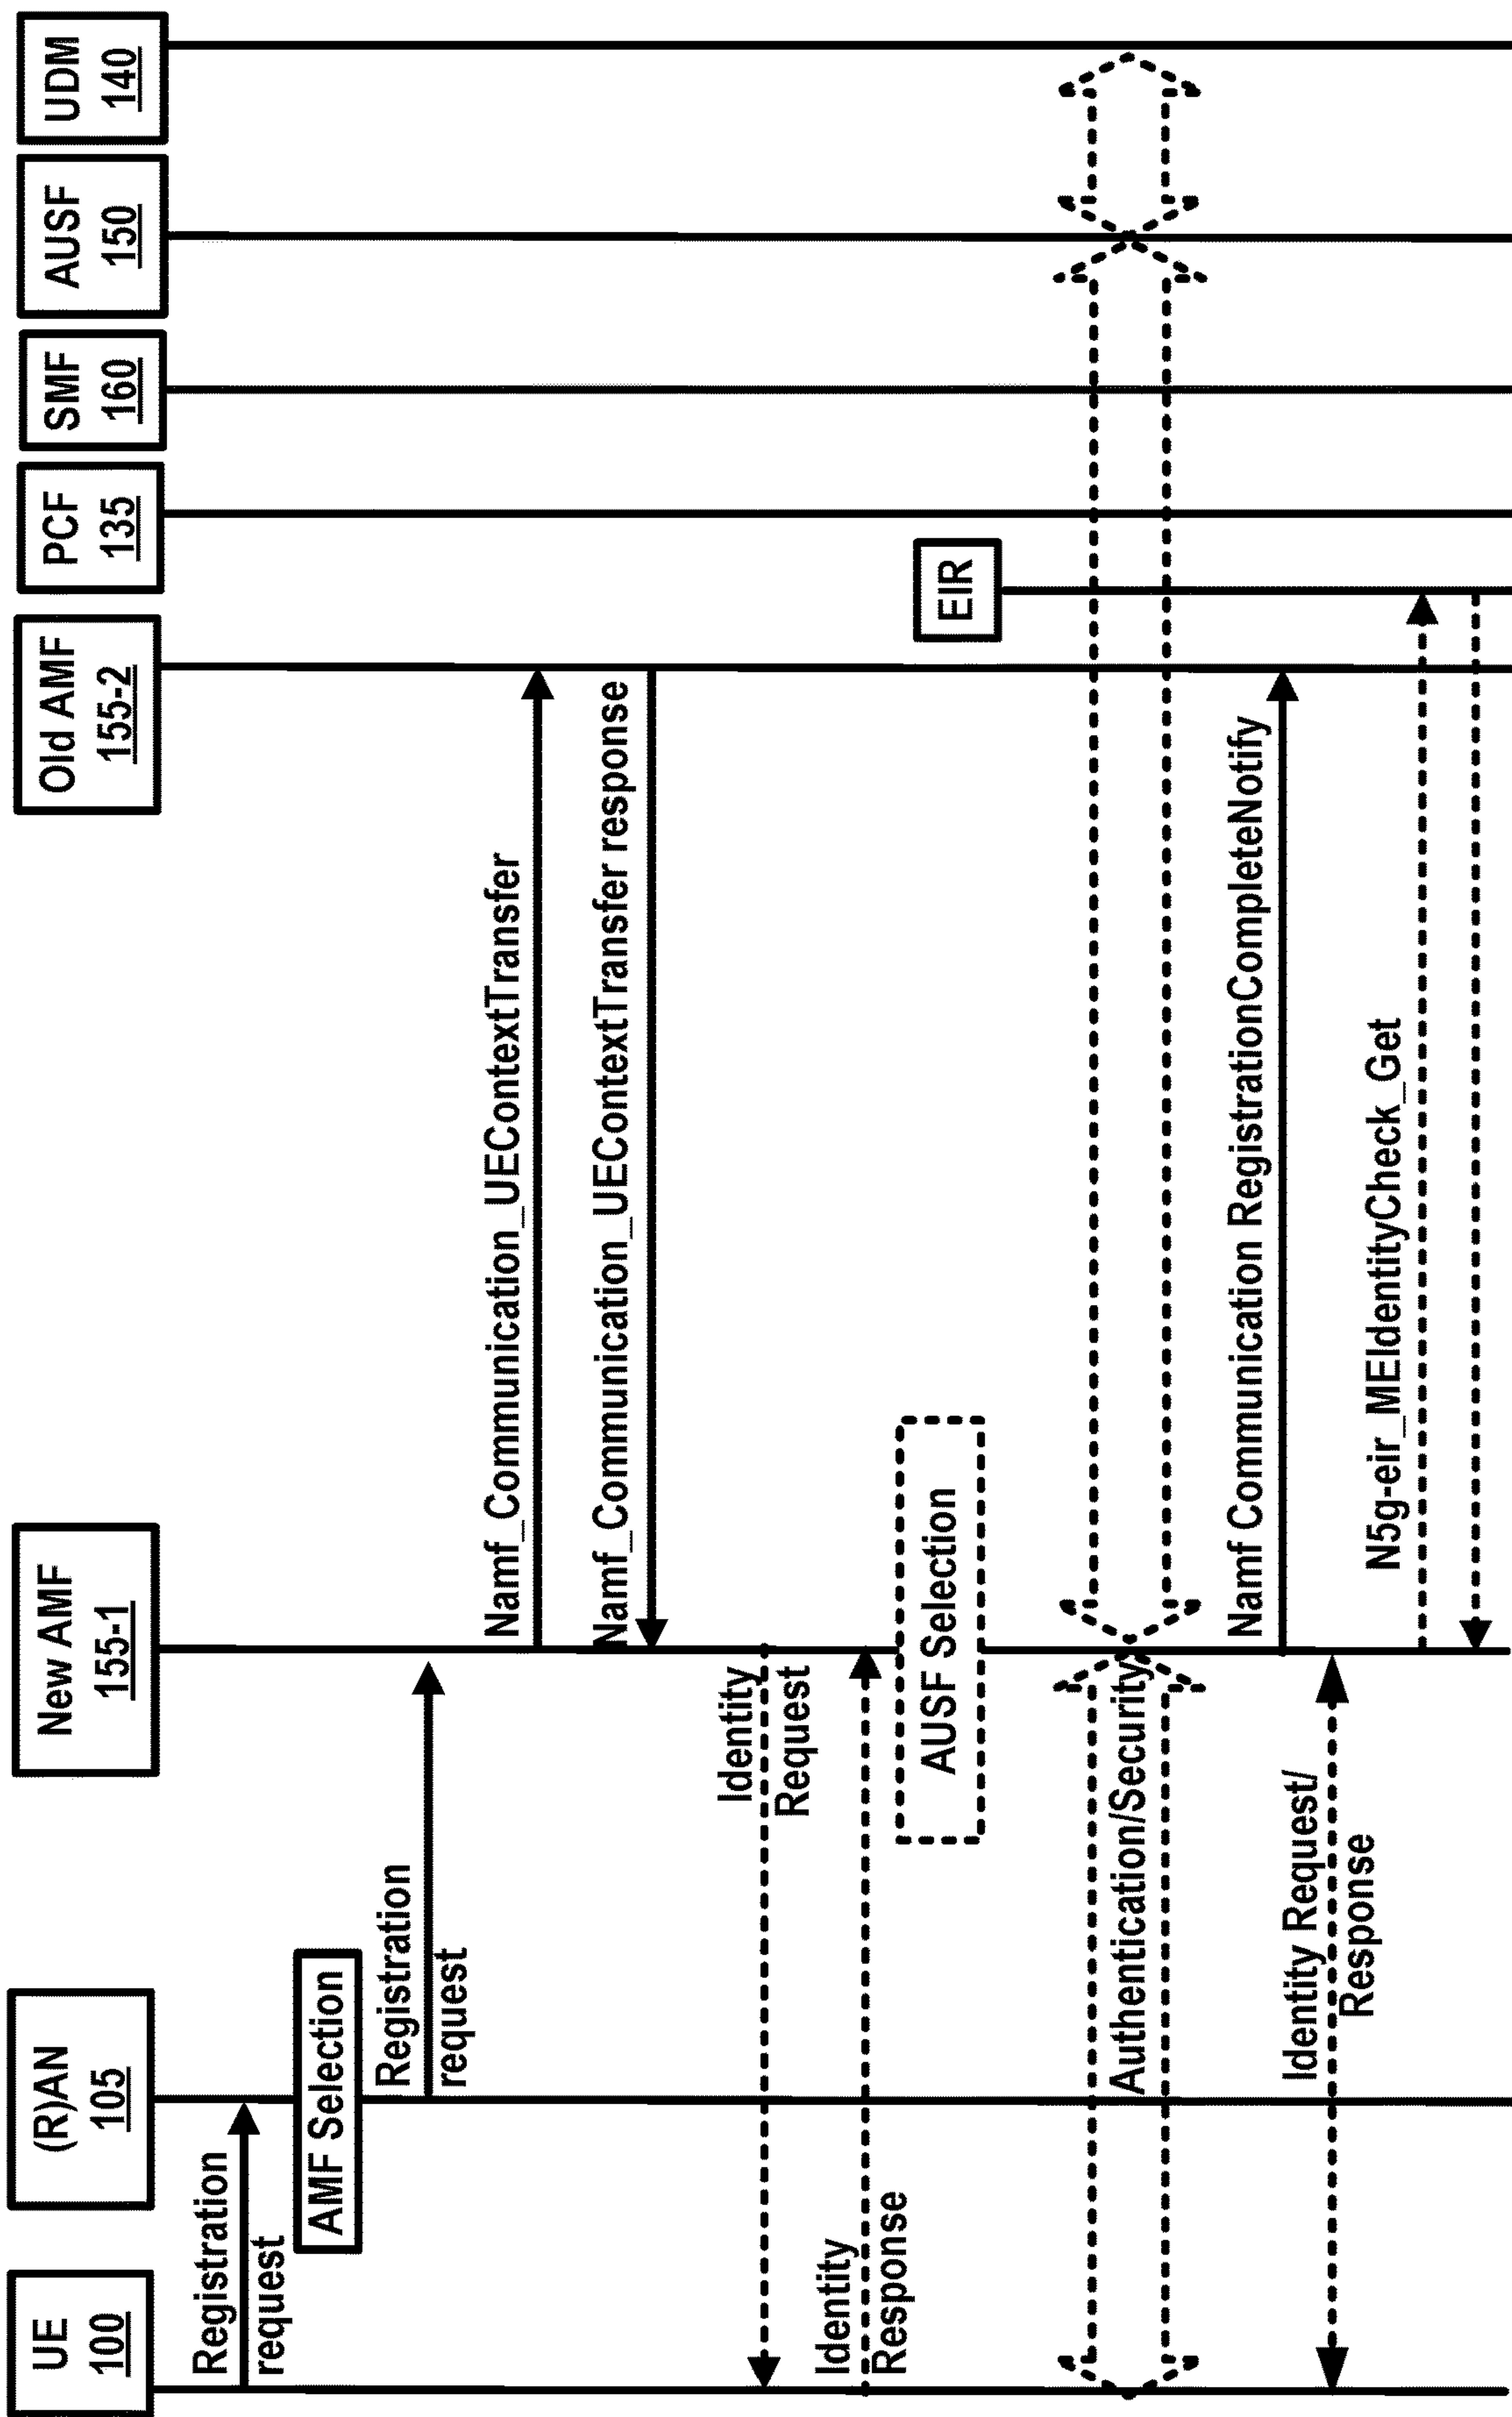 UE
100
(R)AN
105
New AMF
155-1
Old AMF
155-2
PCF
135
SMF
160
AUSF
150
UDM
140
Registration
request
AMF Selection
Registration
request
Namf_Communication_UEContextTransfer
Namf_Communication_UEContextTransfer response
Identity
Request
Identity
Response
AUSF Selection
EIR
Authentication/Security
Namf Communication RegistrationCompleteNotify
Identity Request/
Response
N5g-eir_MEIdentityCheck_Get